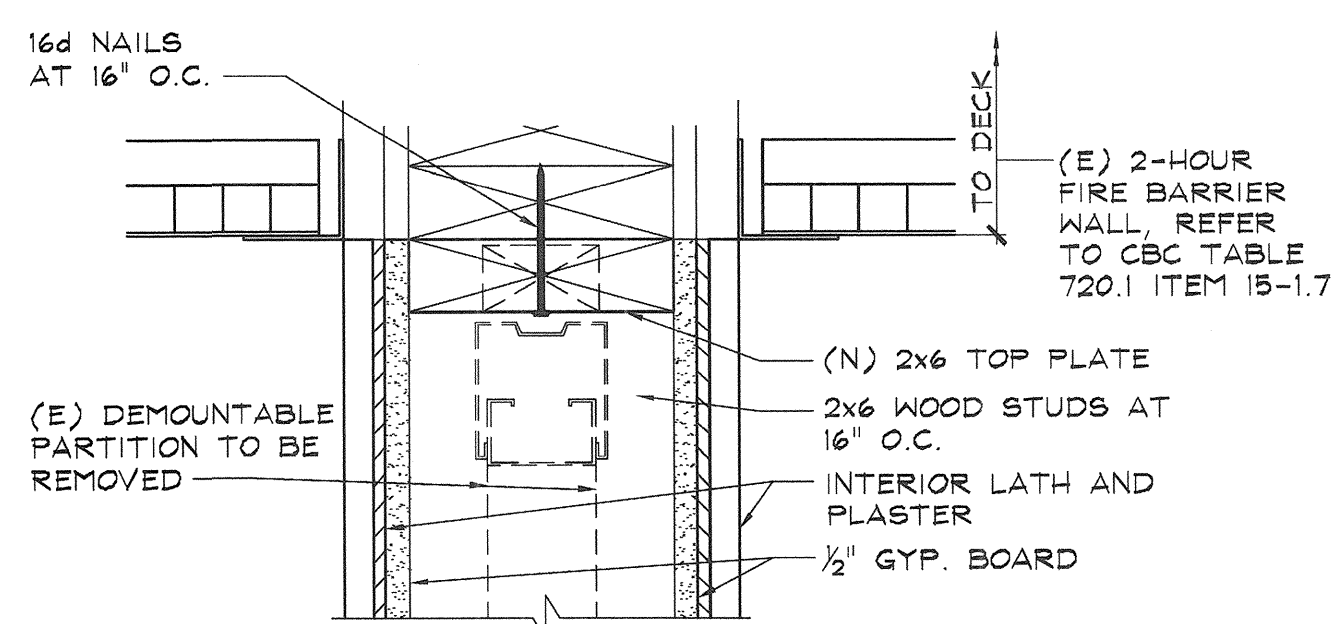 16d NAILS
AT 16" O.C.
TO DECK
(E) 2-HOUR
FIRE BARRIER
WALL, REFER
TO CBC TABLE
720.1 ITEM 15-1.7
(N) 2x6 TOP PLATE
2x6 WOOD STUDS AT
16" O.C.
(E) DEMOUNTABLE
PARTITION TO BE
REMOVED
INTERIOR LATH AND
PLASTER
½" GYP. BOARD